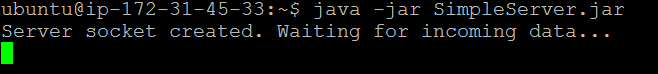 ubuntu@ip-172-31-45-33:~$ java -jar SimpleServer.jar
Server socket created. Waiting for incoming data...